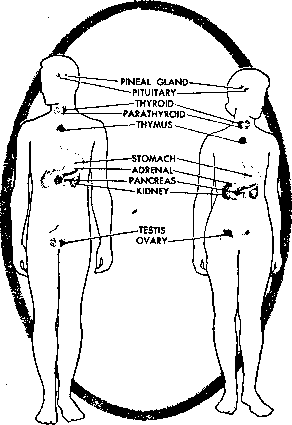 PINEAL GLAND
PITUITARY
THYROID
PARATHYROID
THYMUS
STOMACH
ADRENAL
PANCREAS
KIDNEY
TESTIS
OVARY